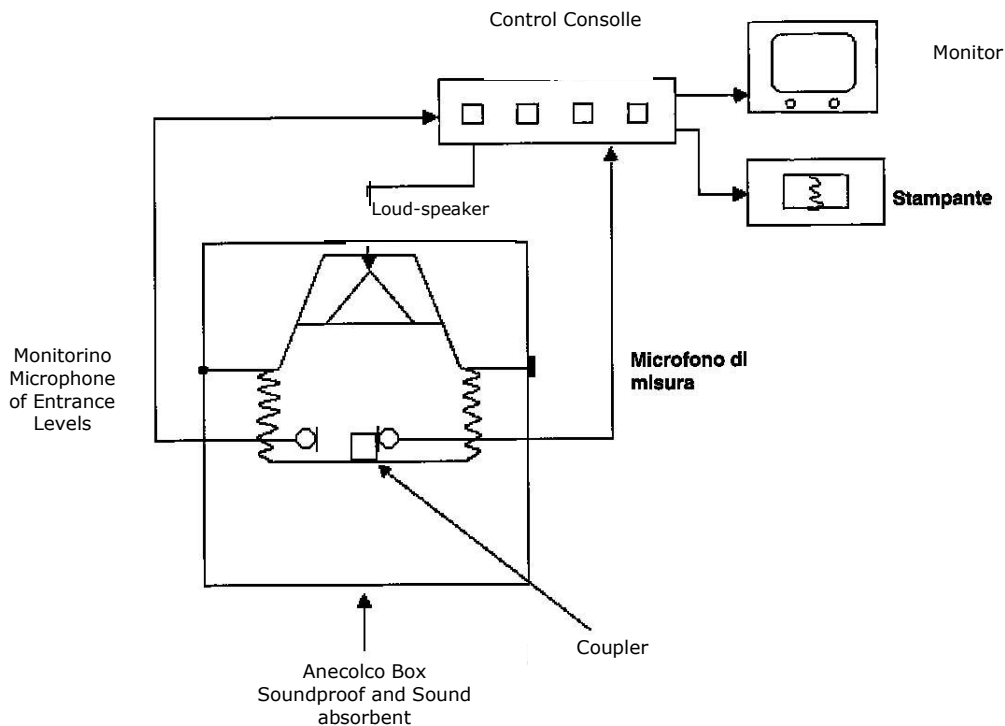 Control Consolle
Monitor
Loud-speaker
Stampante
Monitorino
Microphone
of Entrance
Levels
Microfono di
misura
Coupler
Anecolco Box
Soundproof and Sound
absorbent